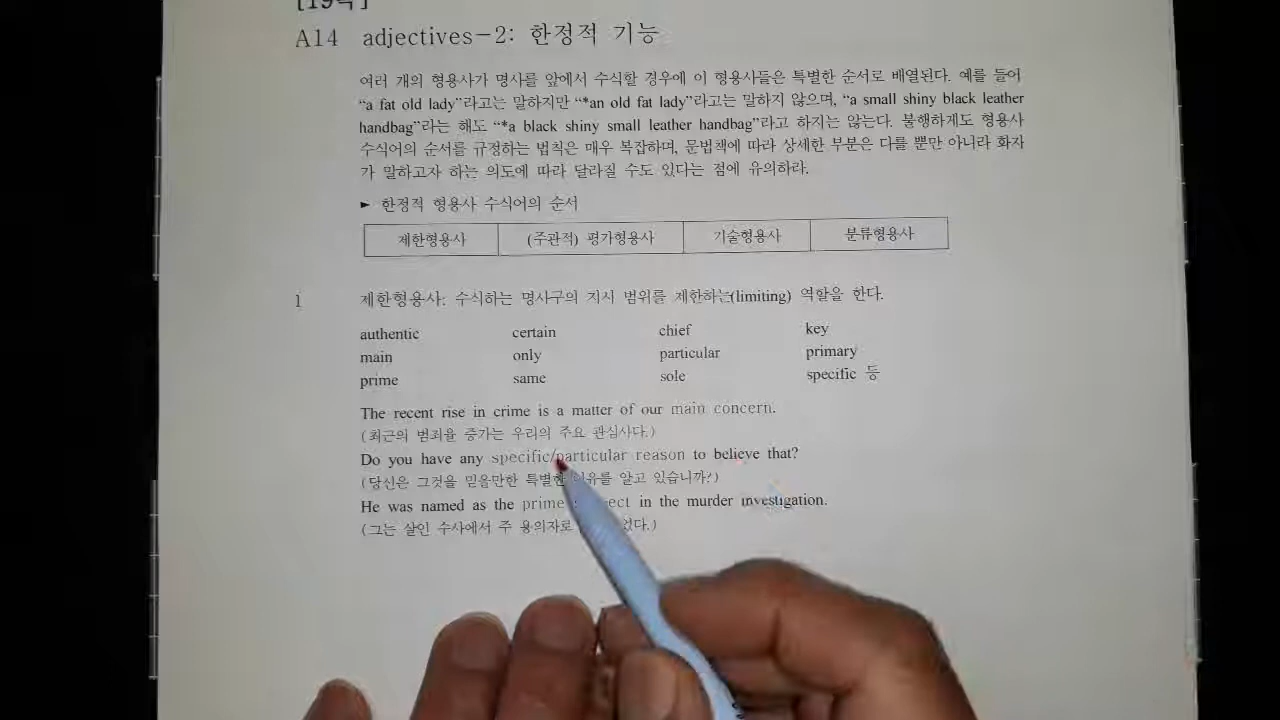 [19쪽]
A14 adjectives-2: 한정적 기능
여러 개의 형용사가 명사를 앞에서 수식할 경우에 이 형용사들은 특별한 순서로 배열된다. 예를 들어
“a fat old lady”라고는 말하지만 “*an old fat lady”라고는 말하지 않으며, “a small shiny black leather
handbag”라는 해도 “*a black shiny small leather handbag”라고 하지는 않는다. 불행하게도 형용사
수식어의 순서를 규정하는 법칙은 매우 복잡하며, 문법책에 따라 상세한 부분은 다를 뿐만 아니라 화자
가 말하고자 하는 의도에 따라 달라질 수도 있다는 점에 유의하라.
► 한정적 형용사 수식어의 순서
제한형용사 (주관적) 평가형용사 기술형용사 분류형용사
1 제한형용사: 수식하는 명사구의 지시 범위를 제한하는(limiting) 역할을 한다.
authentic certain chief key
main only particular primary
prime same sole specific 등
The recent rise in crime is a matter of our main concern.
(최근의 범죄율 증가는 우리의 주요 관심사다.)
Do you have any specific/particular reason to believe that?
(당신은 그것을 믿을만한 특별한 이유를 알고 있습니까?)
He was named as the prime in the murder investigation.
(그는 살인 수사에서 주 용의자로